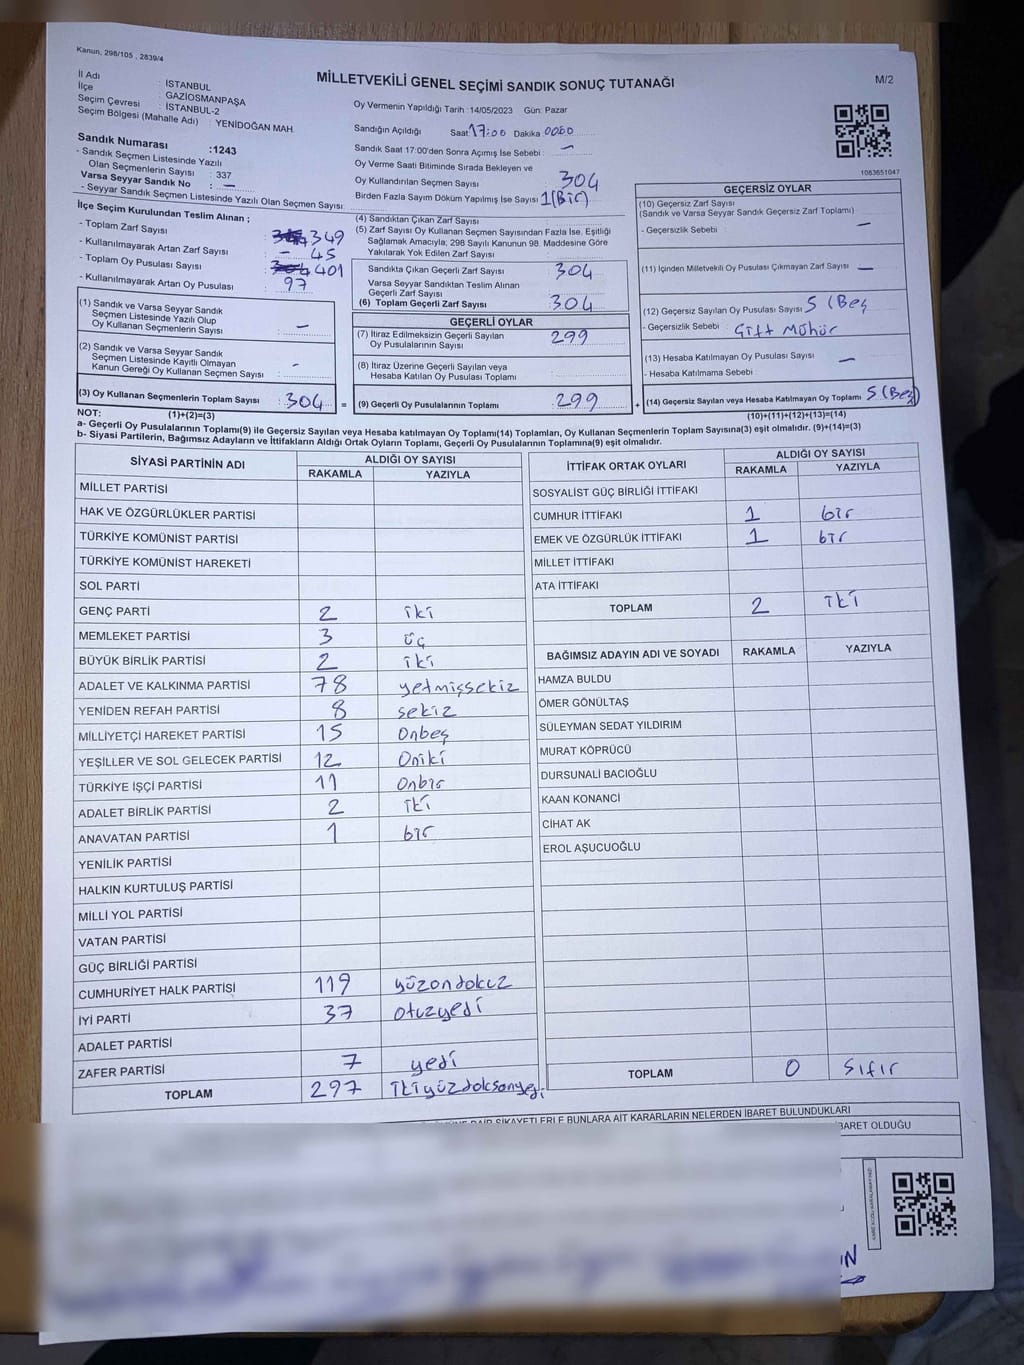 Kanun, 298/105 , 2839/4
MİLLETVEKİLİ GENEL SEÇİMİ SANDIK SONUÇ TUTANAĞI
M/2
İl Adı : İSTANBUL
İlçe : GAZİOSMANPAŞA
Seçim Çevresi : İSTANBUL-2
Seçim Bölgesi (Mahalle Adı) : YENİDOĞAN MAH.
Sandık Numarası :1243
- Sandık Seçmen Listesinde Yazılı
Olan Seçmenlerin Sayısı : 337
Varsa Seyyar Sandık No : —
- Seyyar Sandık Seçmen Listesinde Yazılı Olan Seçmen Sayısı:
Oy Vermenin Yapıldığı Tarih :14/05/2023 Gün: Pazar
Sandığın Açıldığı Saat 17:00 Dakika 0000
Sandık Saat 17:00'den Sonra Açımış İse Sebebi : —
Oy Verme Saati Bitiminde Sırada Bekleyen ve
Oy Kullandırılan Seçmen Sayısı 304
Birden Fazla Sayım Döküm Yapılmış İse Sayısı 1(Bir)
1083651047
İlçe Seçim Kurulundan Teslim Alınan ;
- Toplam Zarf Sayısı : 349
- Kullanılmayarak Artan Zarf Sayısı : 45
- Toplam Oy Pusulası Sayısı : 401
- Kullanılmayarak Artan Oy Pusulası : 97
(1) Sandık ve Varsa Seyyar Sandık
Seçmen Listesinde Yazılı Olup
Oy Kullanan Seçmenlerin Sayısı : —
(2) Sandık ve Varsa Seyyar Sandık
Seçmen Listesinde Kayıtlı Olmayan
Kanun Gereği Oy Kullanan Seçmen Sayısı : -
(3) Oy Kullanan Seçmenlerin Toplam Sayısı : 304 =
(4) Sandıktan Çıkan Zarf Sayısı :
(5) Zarf Sayısı Oy Kullanan Seçmen Sayısından Fazla İse, Eşitliği
Sağlamak Amacıyla; 298 Sayılı Kanunun 98. Maddesine Göre
Yakılarak Yok Edilen Zarf Sayısı :
Sandıkta Çıkan Geçerli Zarf Sayısı : 304
Varsa Seyyar Sandıktan Teslim Alınan
Geçerli Zarf Sayısı :
(6) Toplam Geçerli Zarf Sayısı :304
GEÇERLİ OYLAR
(7) İtiraz Edilmeksizin Geçerli Sayılan
Oy Pusulalarının Sayısı : 299
(8) İtiraz Üzerine Geçerli Sayılan veya
Hesaba Katılan Oy Pusulası Toplamı :
(9) Geçerli Oy Pusulalarının Toplamı : 299 +
GEÇERSİZ OYLAR
(10) Geçersiz Zarf Sayısı
(Sandık ve Varsa Seyyar Sandık Geçersiz Zarf Toplamı)
- Geçersizlik Sebebi : —
(11) İçinden Milletvekili Oy Pusulası Çıkmayan Zarf Sayısı —
(12) Geçersiz Sayılan Oy Pusulası Sayısı 5 (Beş
- Geçersizlik Sebebi : Çift Mühür
(13) Hesaba Katılmayan Oy Pusulası Sayısı —
- Hesaba Katılmama Sebebi :
(14) Geçersiz Sayılan veya Hesaba Katılmayan Oy Toplamı 5 (Beş)
NOT: (1)+(2)=(3) (10)+(11)+(12)+(13)=(14)
a- Geçerli Oy Pusulasının Toplamı(9) ile Geçersiz Sayılan veya Hesaba katılmayan Oy Toplamı(14) Toplamları, Oy Kullanan Seçmenlerin Toplam Sayısına(3) eşit olmalıdır. (9)+(14)=(3)
b- Siyasi Partilerin, Bağımsız Adayların ve İttifakların Aldığı Ortak Oyların Toplamı, Geçerli Oy Pusulalarının Toplamına(9) eşit olmalıdır.
SİYASİ PARTİNİN ADI ALDIĞI OY SAYISI
RAKAMLA YAZIYLA
MİLLET PARTİSİ
HAK VE ÖZGÜRLÜKLER PARTİSİ
TÜRKİYE KOMÜNİST PARTİSİ
TÜRKİYE KOMÜNİST HAREKETİ
SOL PARTİ
GENÇ PARTİ 2 iki
MEMLEKET PARTİSİ 3 üç
BÜYÜK BİRLİK PARTİSİ 2 iki
ADALET VE KALKINMA PARTİSİ 78 yetmişsekiz
YENİDEN REFAH PARTİSİ 8 sekiz
MİLLİYETÇİ HAREKET PARTİSİ 15 Onbeş
YEŞİLLER VE SOL GELECEK PARTİSİ 12 Oniki
TÜRKİYE İŞÇİ PARTİSİ 11 Onbir
ADALET BİRLİK PARTİSİ 2 iki
ANAVATAN PARTİSİ 1 bir
YENİLİK PARTİSİ
HALKIN KURTULUŞ PARTİSİ
MİLLİ YOL PARTİSİ
VATAN PARTİSİ
GÜÇ BİRLİĞİ PARTİSİ
CUMHURİYET HALK PARTİSİ 119 yüzondokuz
İYİ PARTİ 37 otuzyedi
ADALET PARTİSİ
ZAFER PARTİSİ 7 yedi
TOPLAM 297 ikiyüzdoksanyedi
İTTİFAK ORTAK OYLARI ALDIĞI OY SAYISI
RAKAMLA YAZIYLA
SOSYALİST GÜÇ BİRLİĞİ İTTİFAKI
CUMHUR İTTİFAKI 1 bir
EMEK VE ÖZGÜRLÜK İTTİFAKI 1 bir
MİLLET İTTİFAKI
ATA İTTİFAKI
TOPLAM 2 iki
BAĞIMSIZ ADAYIN ADI VE SOYADI RAKAMLA YAZIYLA
HAMZA BULDU
ÖMER GÖNÜLTAŞ
SÜLEYMAN SEDAT YILDIRIM
MURAT KÖPRÜCÜ
DURSUNALİ BACIOĞLU
KAAN KONANCİ
CİHAT AK
EROL AŞUCUOĞLU
TOPLAM 0 Sıfır
ŞİKAYETLERLE BUNLARA AİT KARARLARIN NELERDEN İBARET BULUNDUKLARI
İBARET OLDUĞU